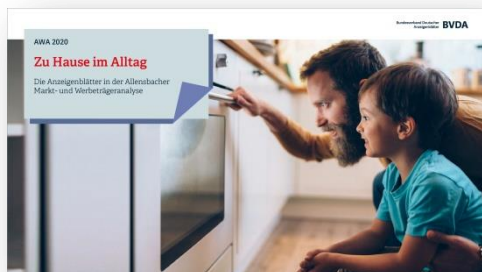 Bundesverband Deutscher
Anzeigenblätter
BVDA
AWA 2020
Zu Hause im Alltag
Die Anzeigenblätter in der Allensbacher
Markt- und Werbeträgeranalyse